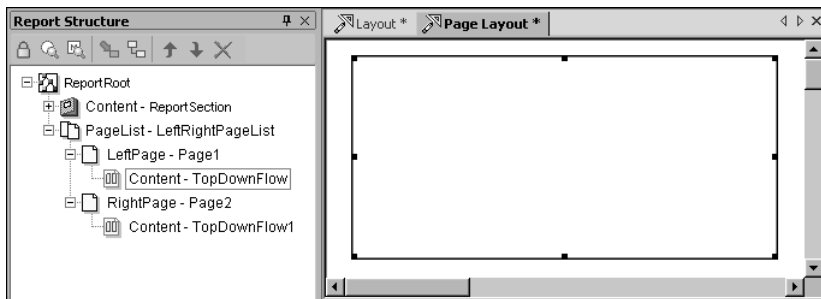 Report Structure
Layout *
Page Layout *
ReportRoot
Content - ReportSection
PageList - LeftRightPageList
LeftPage - Page1
Content - TopDownFlow
RightPage - Page2
Content - TopDownFlow1